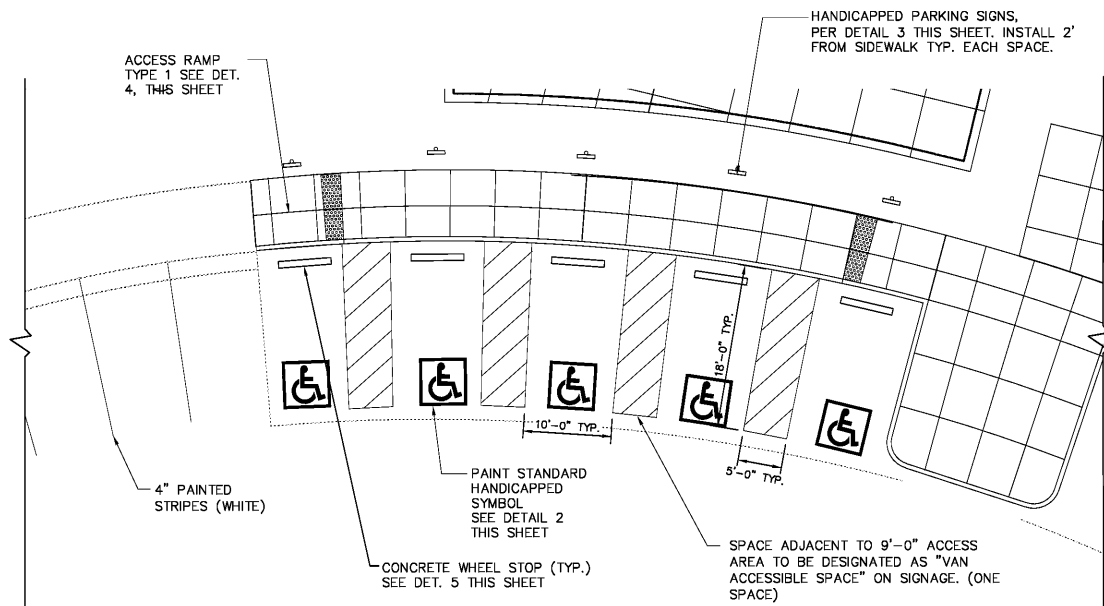 HANDICAPPED PARKING SIGNS,
PER DETAIL 3 THIS SHEET. INSTALL 2'
FROM SIDEWALK TYP. EACH SPACE.
ACCESS RAMP
TYPE 1 SEE DET.
4, THIS SHEET
18'-0" TYP.
10'-0" TYP.
5'-0" TYP.
4" PAINTED
STRIPES (WHITE)
PAINT STANDARD
HANDICAPPED
SYMBOL
SEE DETAIL 2
THIS SHEET
CONCRETE WHEEL STOP (TYP.)
SEE DET. 5 THIS SHEET
SPACE ADJACENT TO 9'-0" ACCESS
AREA TO BE DESIGNATED AS "VAN
ACCESSIBLE SPACE" ON SIGNAGE. (ONE
SPACE)